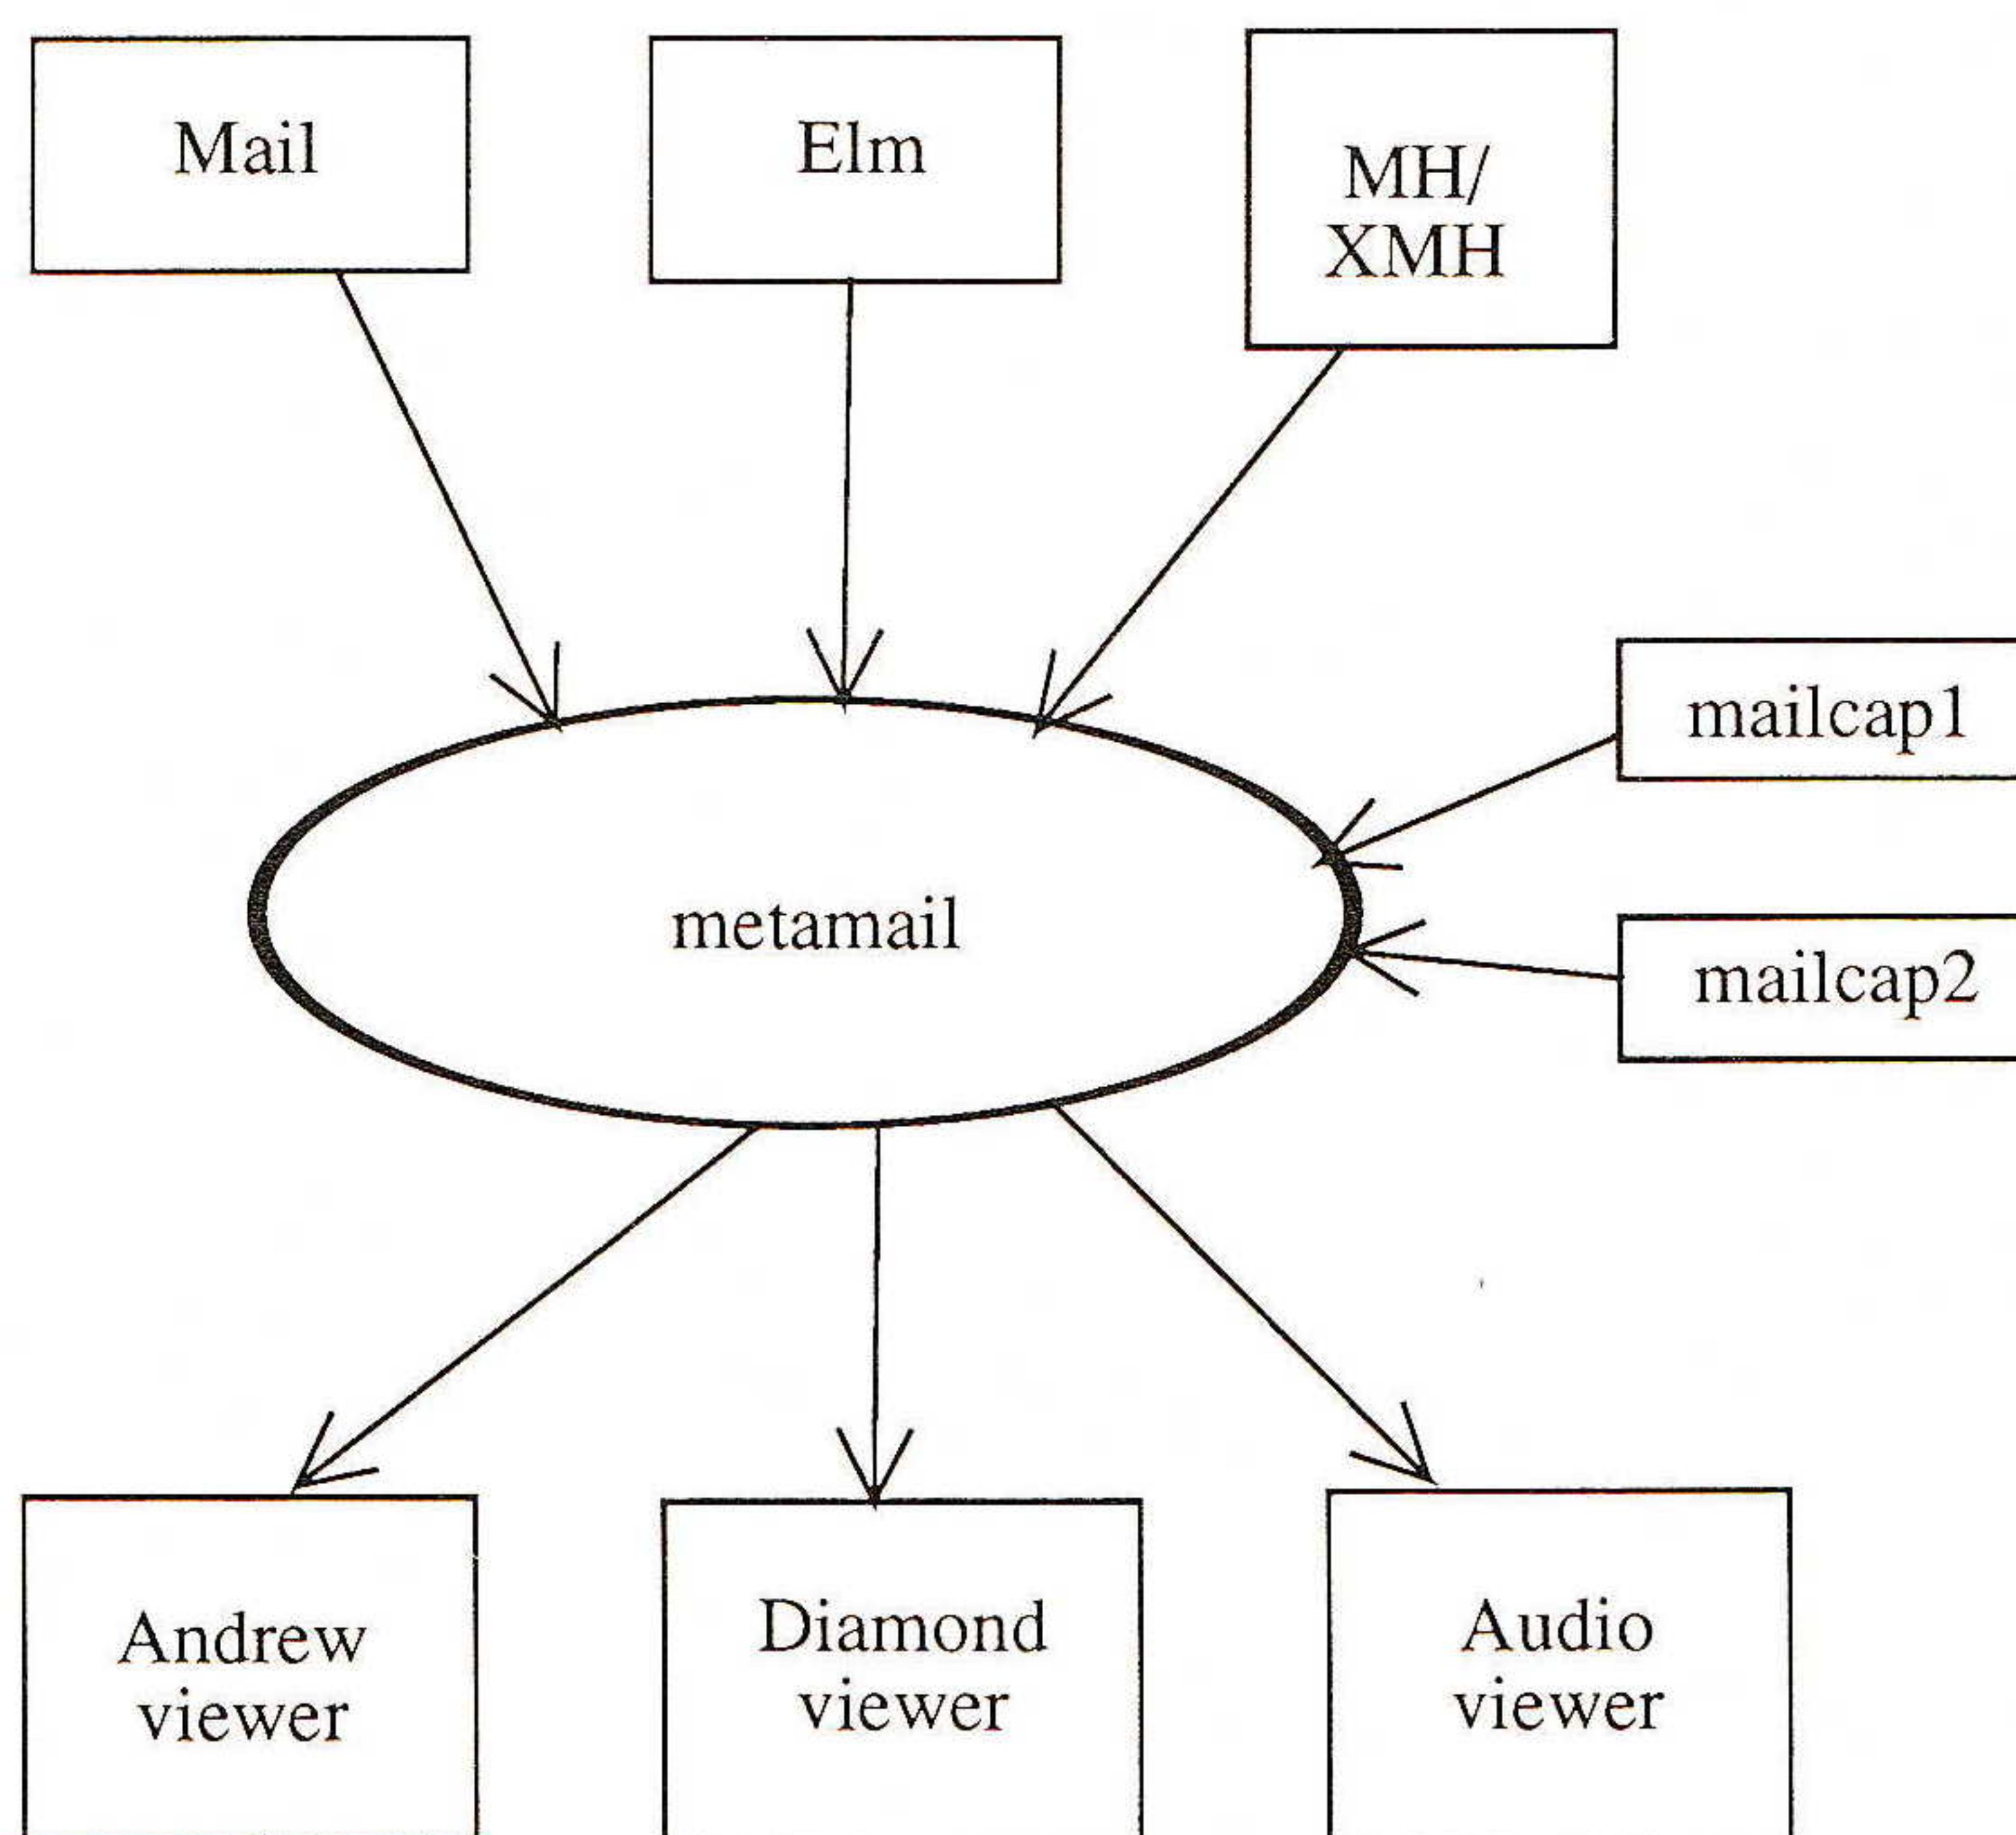 Mail
Elm
MH/
XMH
mailcap1
metamail
mailcap2
Andrew
viewer
Diamond
viewer
Audio
viewer